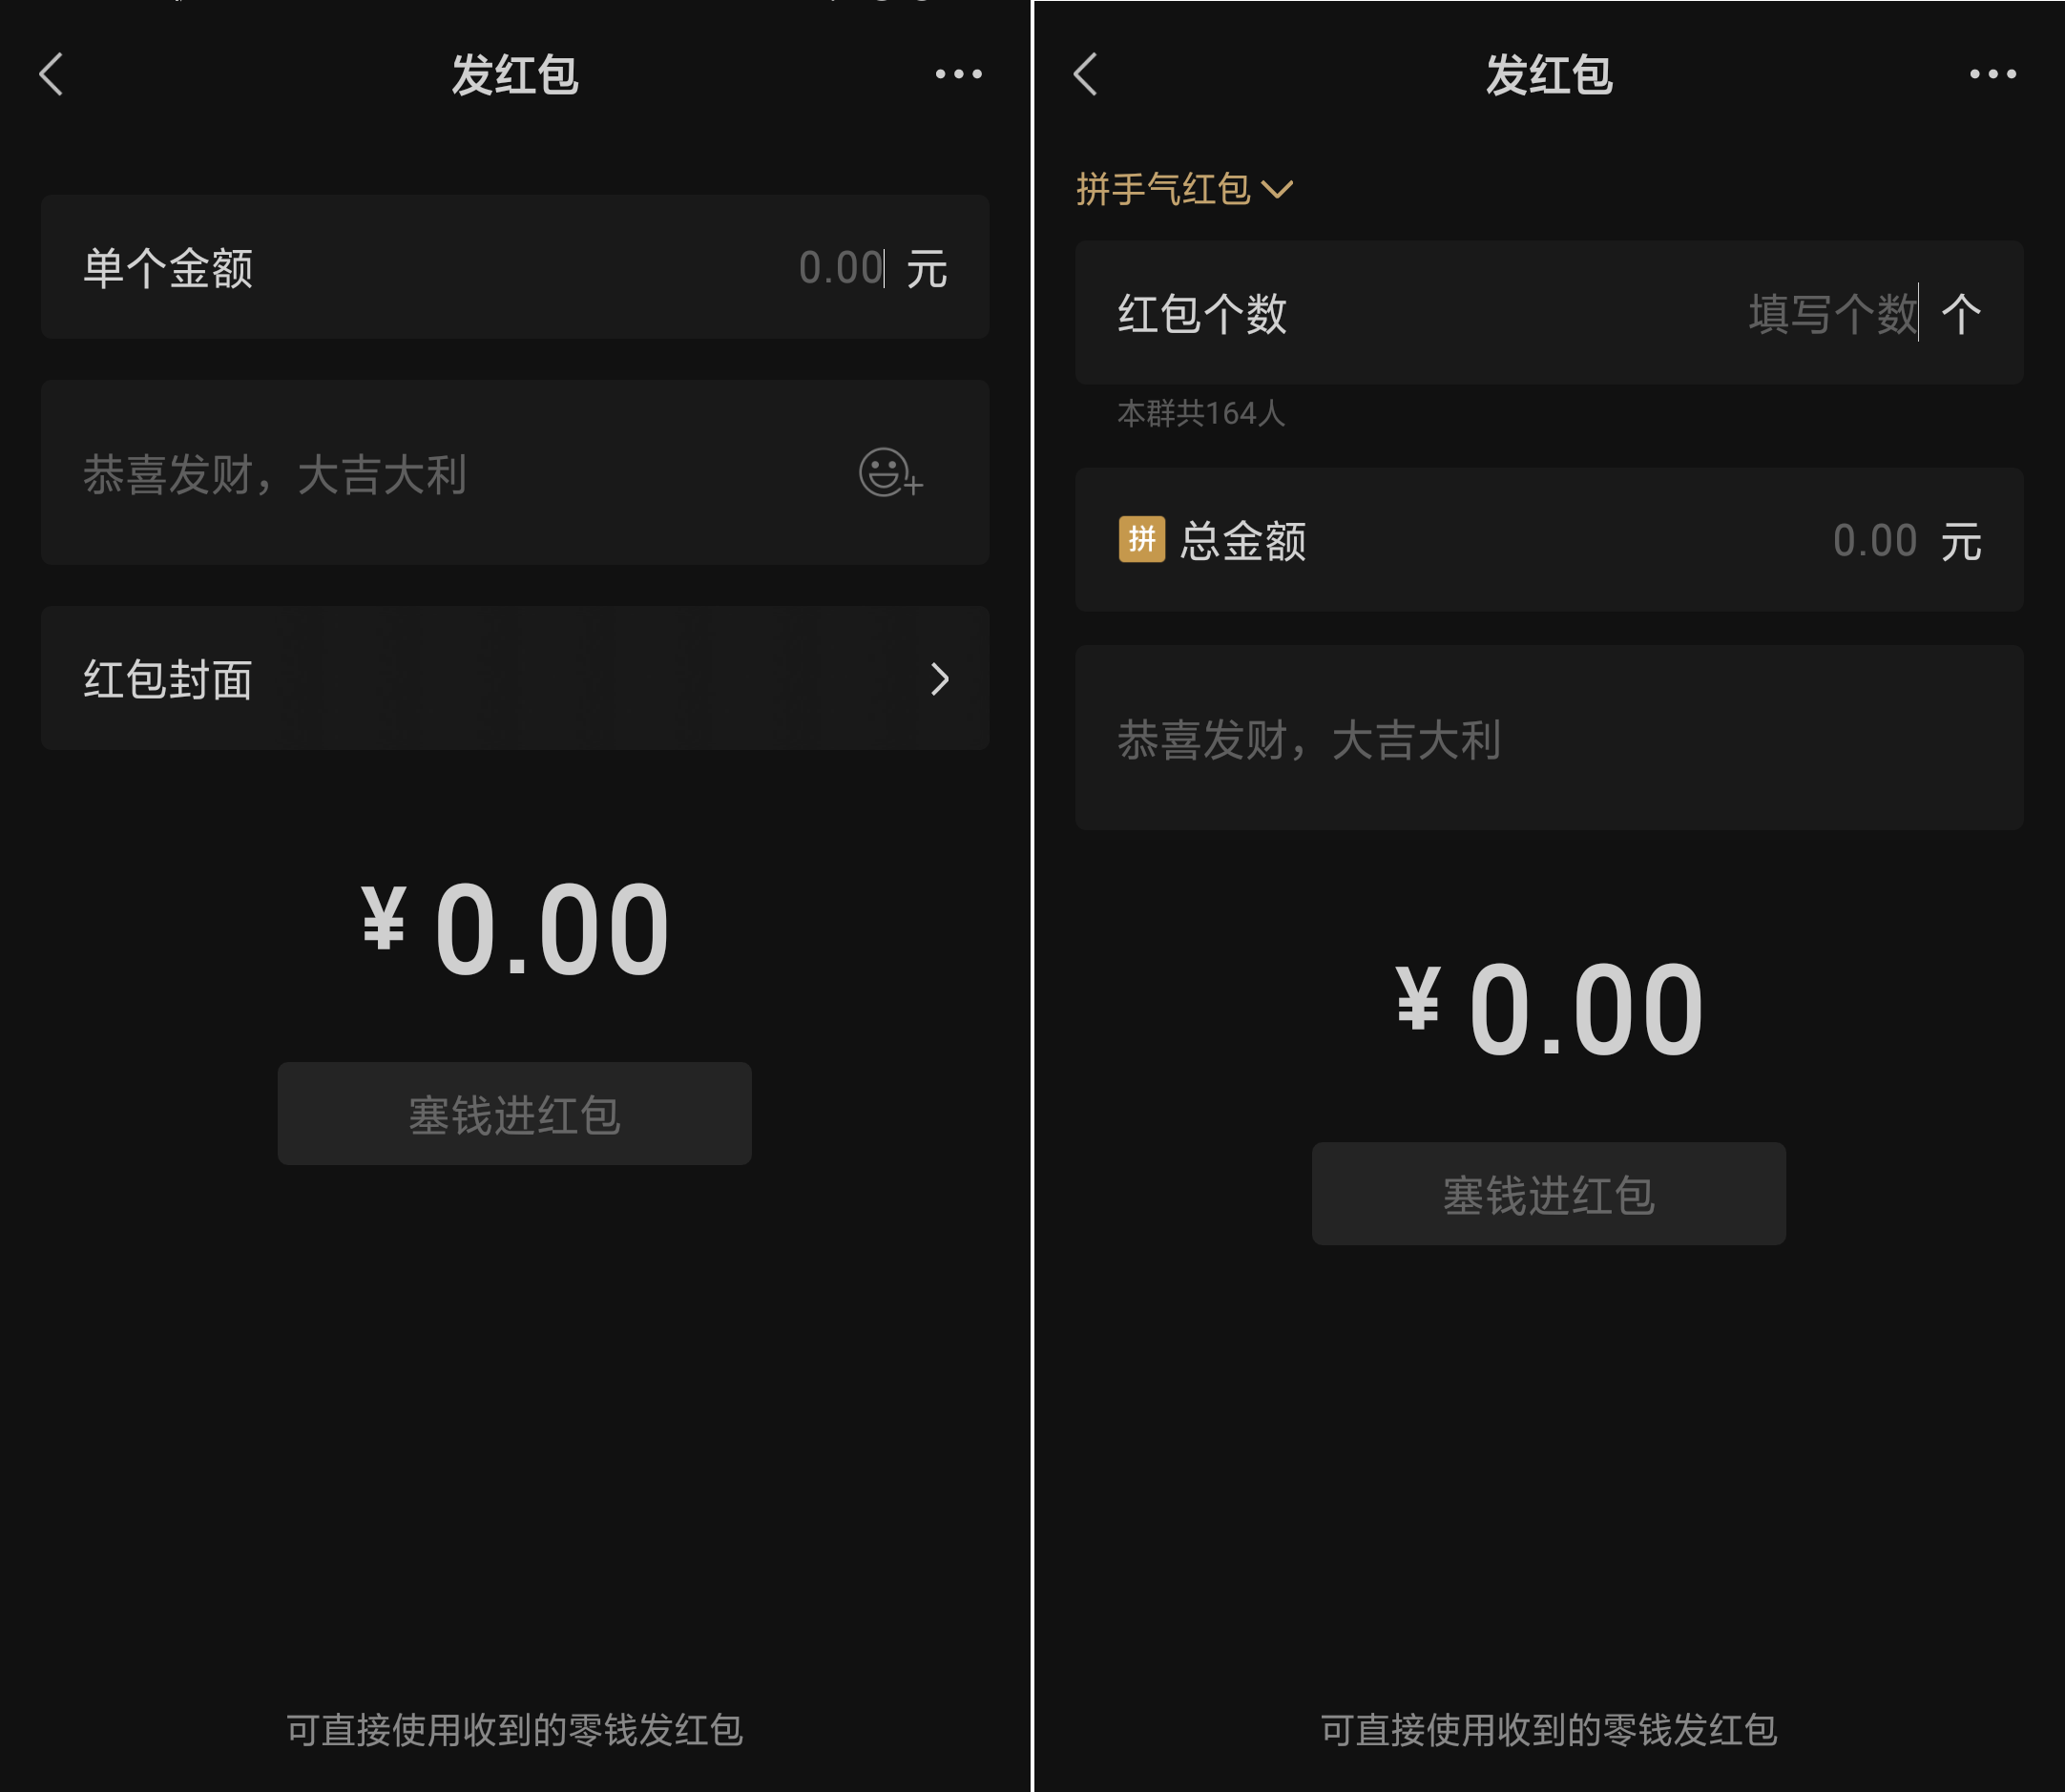 发红包
单个金额 0.00 元
恭喜发财，大吉大利
红包封面
¥ 0.00
塞钱进红包
可直接使用收到的零钱发红包
发红包
拼手气红包
红包个数 填写个数 个
本群共164人
拼 总金额 0.00 元
恭喜发财，大吉大利
¥ 0.00
塞钱进红包
可直接使用收到的零钱发红包